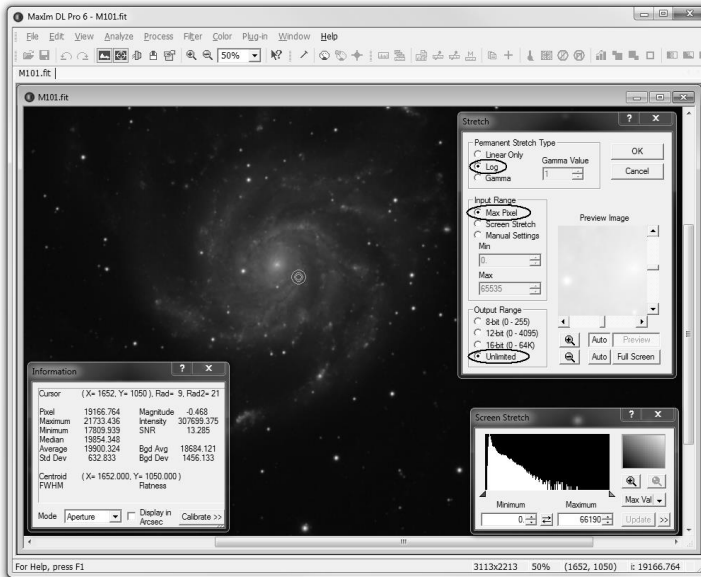 MaxIm DL Pro 6 - M101.fit
File Edit View Analyze Process Filter Color Plug-in Window Help
50%
M101.fit
M101.fit
Stretch
Permanent Stretch Type
Linear Only
Log
Gamma
Gamma Value
1
OK
Cancel
Input Range
Max Pixel
Screen Stretch
Manual Settings
Min
0.
Max
65535
Preview Image
Output Range
8-bit (0 - 255)
12-bit (0 - 4095)
16-bit (0 - 64K)
Unlimited
Auto Preview
Auto Full Screen
Information
Cursor ( X= 1652, Y= 1050 ), Rad= 9, Rad2= 21
Pixel 19166.764 Magnitude -0.468
Maximum 21733.436 Intensity 307699.375
Minimum 17809.939 SNR 13.285
Median 19854.348
Average 19900.324 Bgd Avg 18684.121
Std Dev 632.833 Bgd Dev 1456.133
Centroid ( X= 1652.000, Y= 1050.000 )
FWHM Flatness
Mode Aperture Display in Arcsec Calibrate >>
Screen Stretch
Minimum Maximum
0. 66190
Max Val
Update >>
For Help, press F1
3113x2213 50% (1652, 1050) i: 19166.764